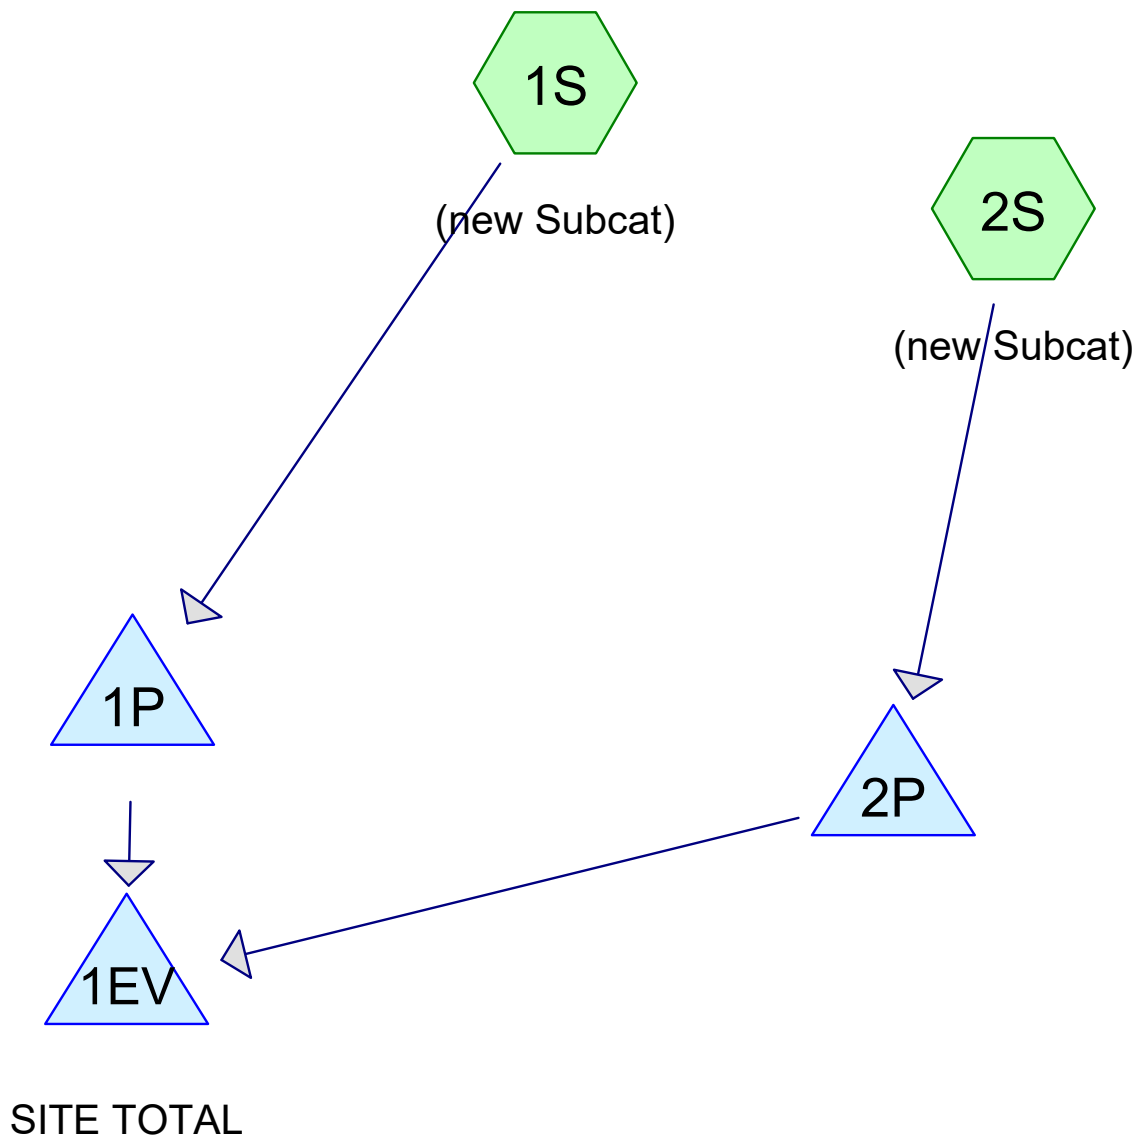 1S
(new Subcat)
2S
(new Subcat)
1P
2P
1EV
SITE TOTAL